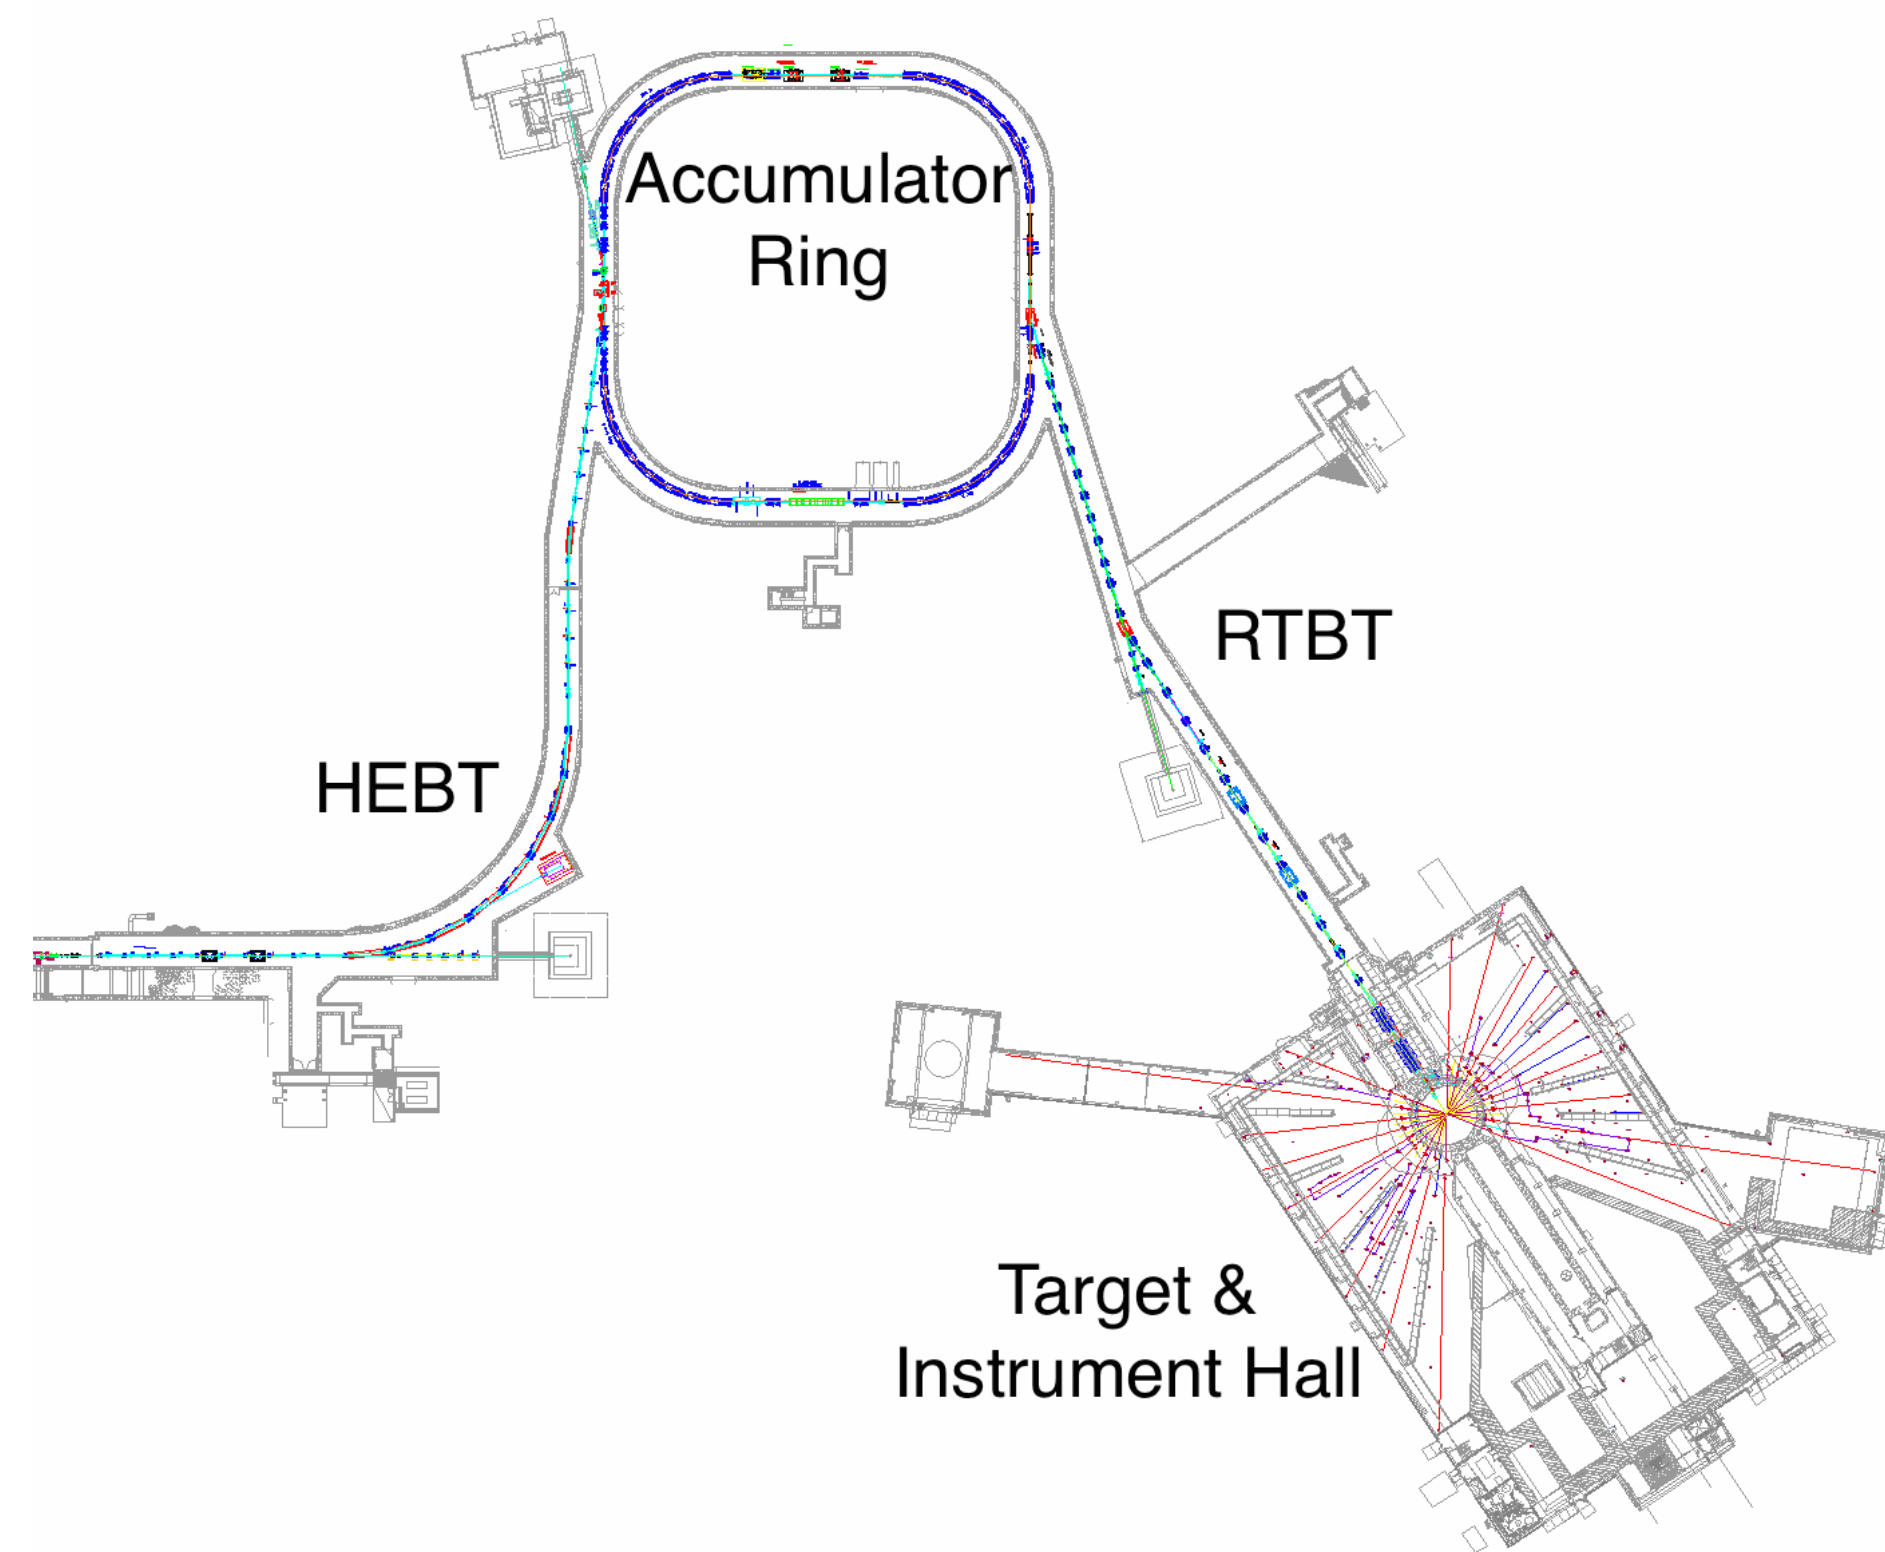 Accumulator
Ring
RTBT
HEBT
Target &
Instrument Hall